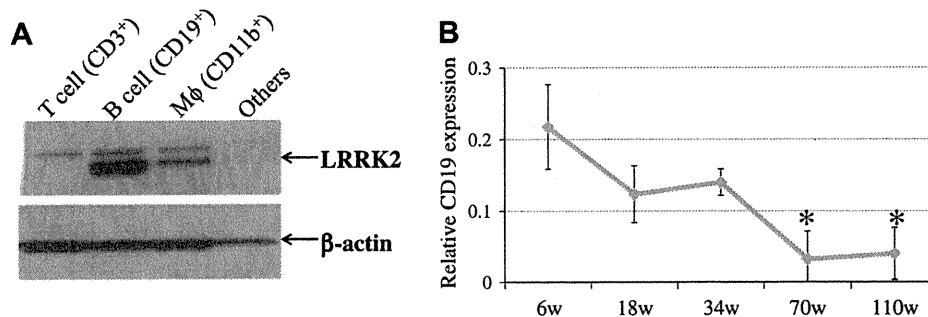 A
T cell (CD3+)
B cell (CD19+)
Mϕ (CD11b+)
Others
LRRK2
β-actin
B
Relative CD19 expression
0.3
0.2
0.1
0
*
*
6w
18w
34w
70w
110w